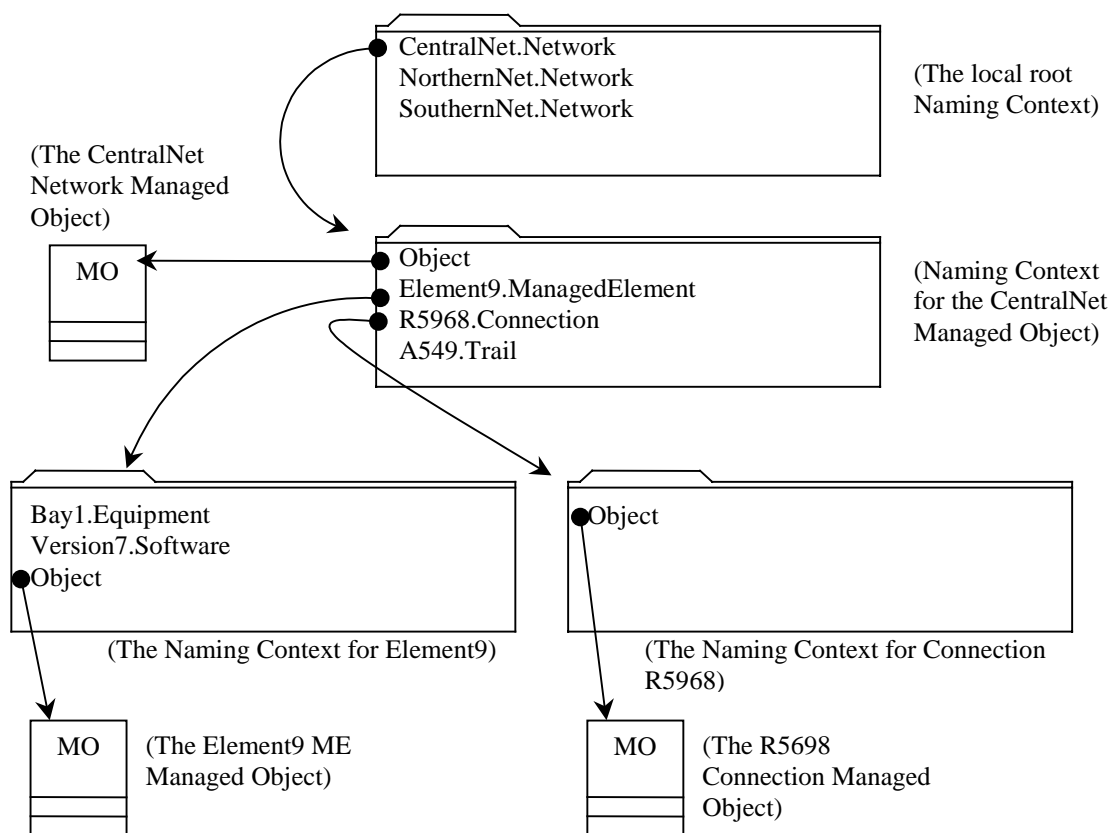 CentralNet.Network
NorthernNet.Network
SouthernNet.Network
(The local root
Naming Context)
(The CentralNet
Network Managed
Object)
MO
Object
Element9.ManagedElement
R5968.Connection
A549.Trail
(Naming Context
for the CentralNet
Managed Object)
Bay1.Equipment
Version7.Software
Object
(The Naming Context for Element9)
Object
(The Naming Context for Connection
R5968)
MO
(The Element9 ME
Managed Object)
MO
(The R5698
Connection Managed
Object)